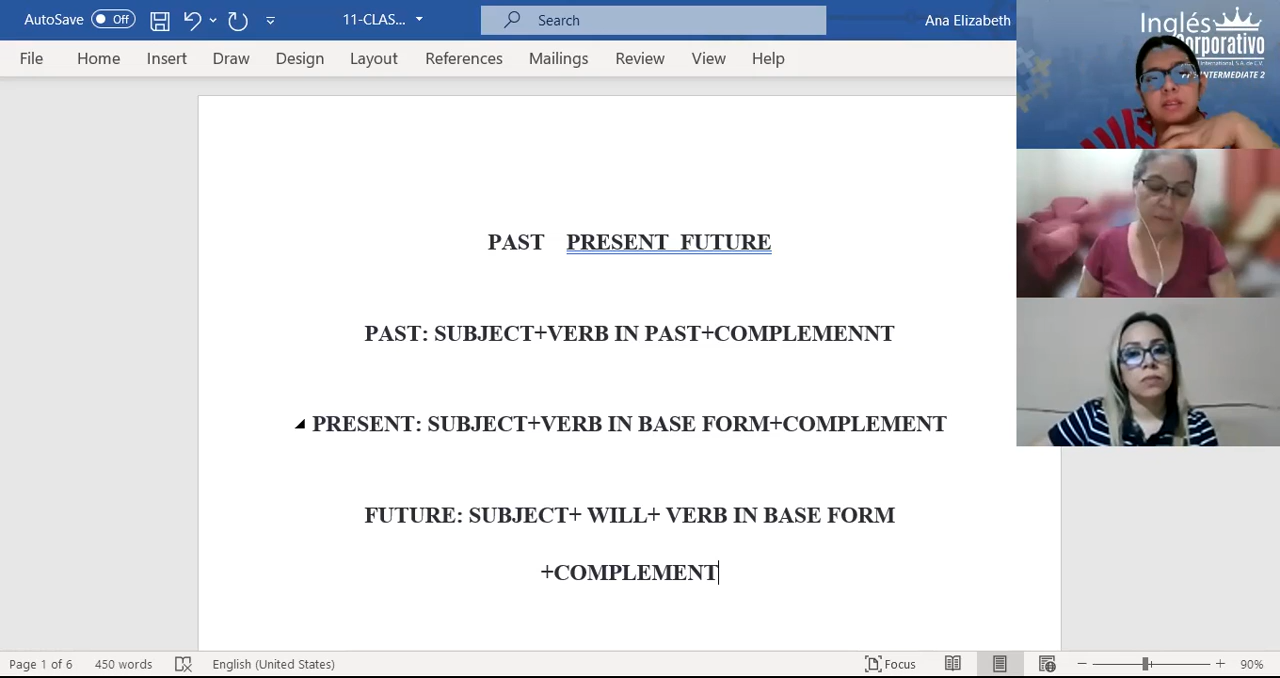 AutoSave Off 11-CLAS... Search Ana Elizabeth
File Home Insert Draw Design Layout References Mailings Review View Help
Inglés
Corporativo
International, S.A. de C.V.
INTERMEDIATE 2
PAST PRESENT FUTURE
PAST: SUBJECT+VERB IN PAST+COMPLEMENNT
PRESENT: SUBJECT+VERB IN BASE FORM+COMPLEMENT
FUTURE: SUBJECT+ WILL+ VERB IN BASE FORM
+COMPLEMENT
Page 1 of 6 450 words English (United States) Focus 90%